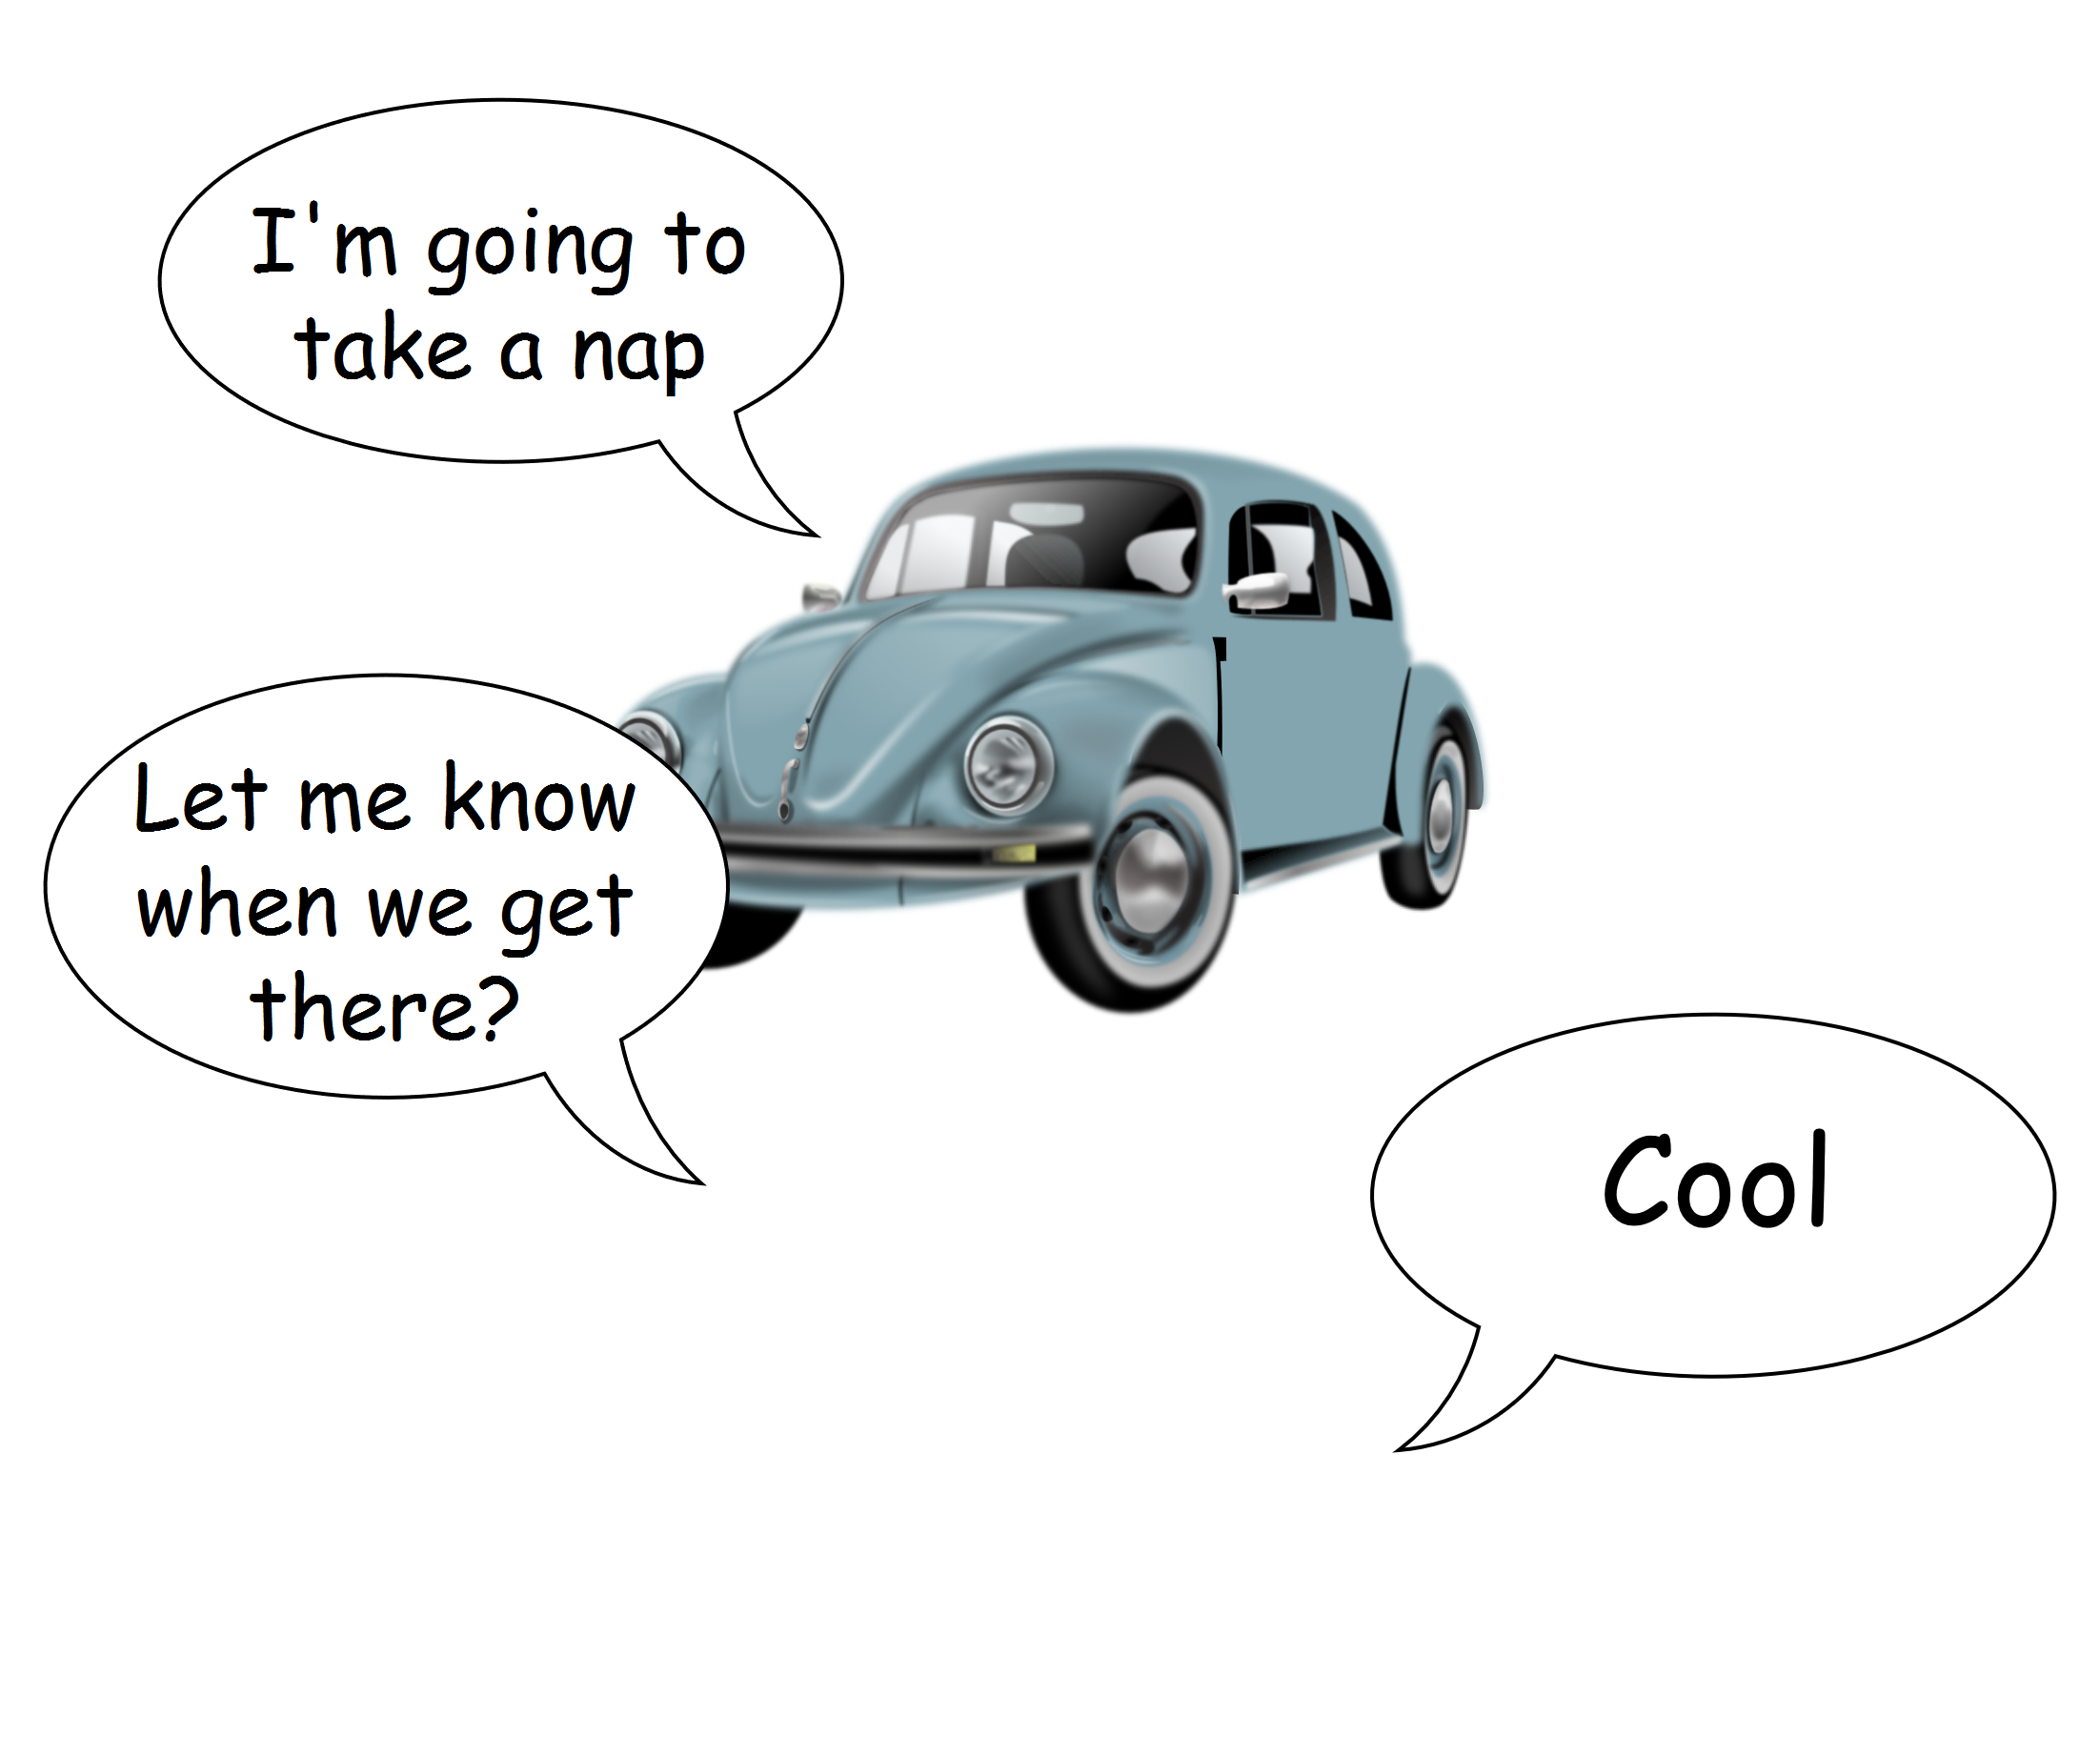 I'm going to
take a nap
Let me know
when we get
there?
Cool